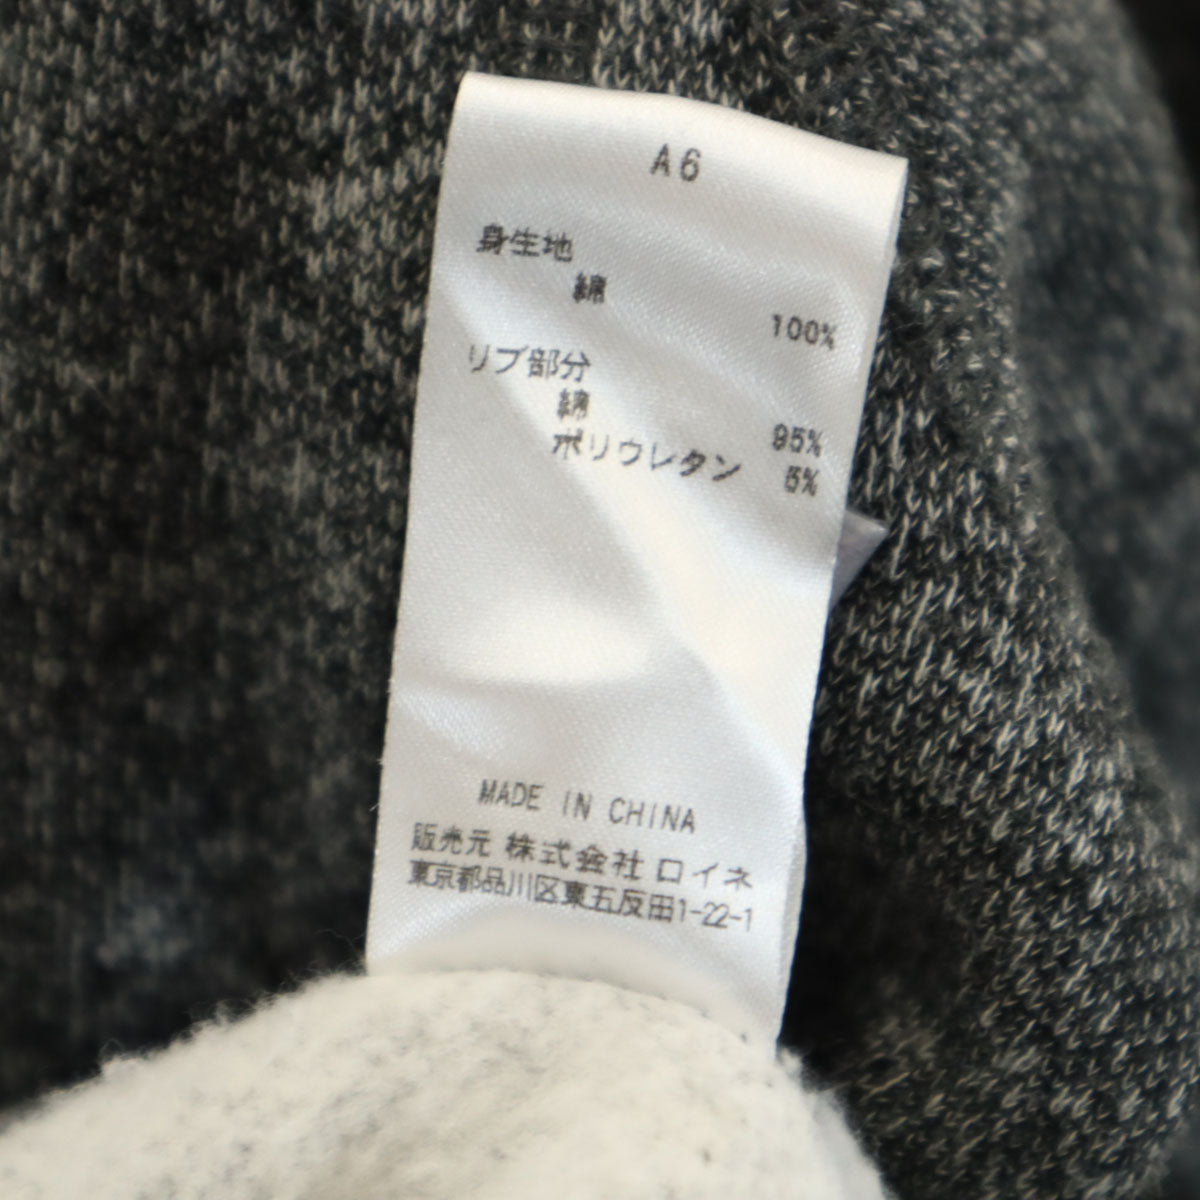 A6
身生地
綿 100%
リブ部分
綿 95%
ポリウレタン 5%
MADE IN CHINA
販売元 株式会社 ロイネ
東京都品川区東五反田1-22-1